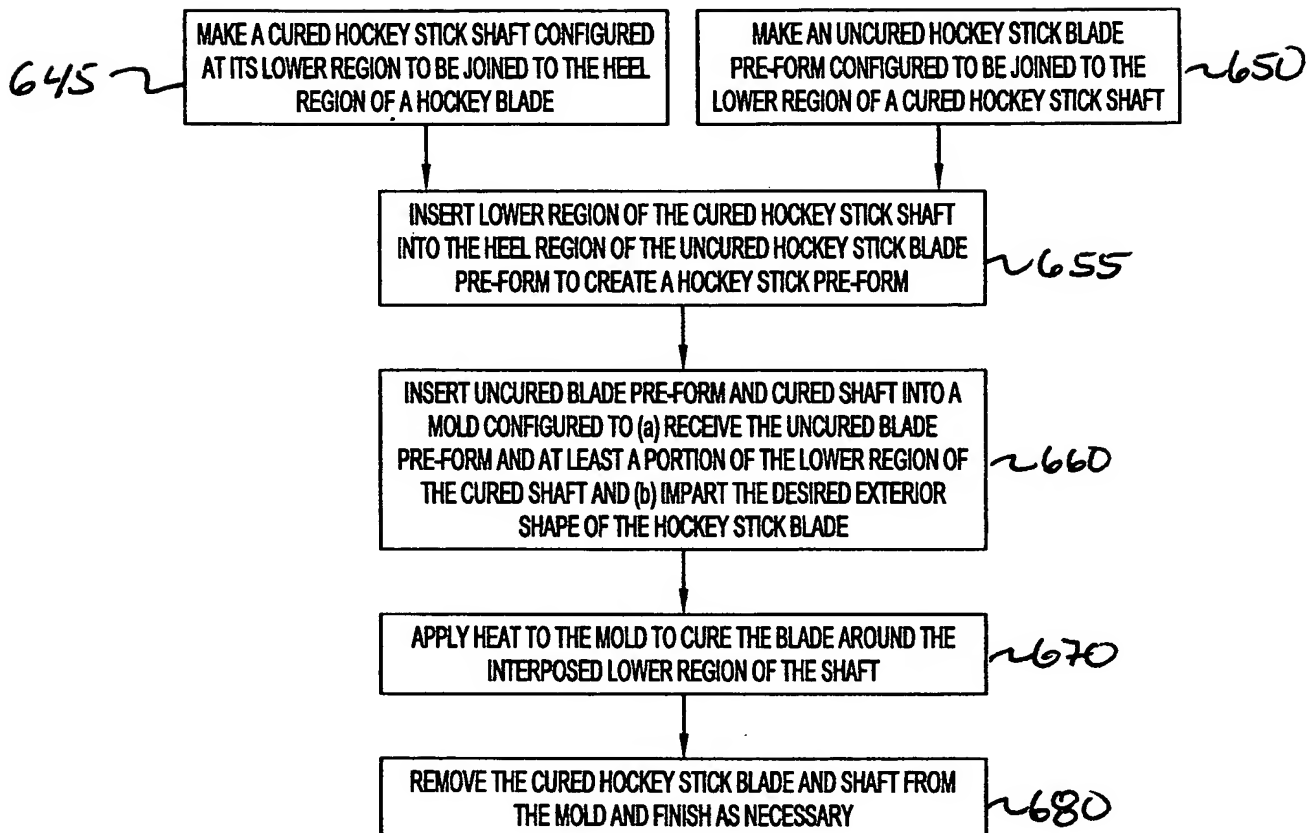 645
MAKE A CURED HOCKEY STICK SHAFT CONFIGURED
AT ITS LOWER REGION TO BE JOINED TO THE HEEL
REGION OF A HOCKEY BLADE
MAKE AN UNCURED HOCKEY STICK BLADE
PRE-FORM CONFIGURED TO BE JOINED TO THE
LOWER REGION OF A CURED HOCKEY STICK SHAFT
650
INSERT LOWER REGION OF THE CURED HOCKEY STICK SHAFT
INTO THE HEEL REGION OF THE UNCURED HOCKEY STICK BLADE
PRE-FORM TO CREATE A HOCKEY STICK PRE-FORM
655
INSERT UNCURED BLADE PRE-FORM AND CURED SHAFT INTO A
MOLD CONFIGURED TO (a) RECEIVE THE UNCURED BLADE
PRE-FORM AND AT LEAST A PORTION OF THE LOWER REGION OF
THE CURED SHAFT AND (b) IMPART THE DESIRED EXTERIOR
SHAPE OF THE HOCKEY STICK BLADE
660
APPLY HEAT TO THE MOLD TO CURE THE BLADE AROUND THE
INTERPOSED LOWER REGION OF THE SHAFT
670
REMOVE THE CURED HOCKEY STICK BLADE AND SHAFT FROM
THE MOLD AND FINISH AS NECESSARY
680